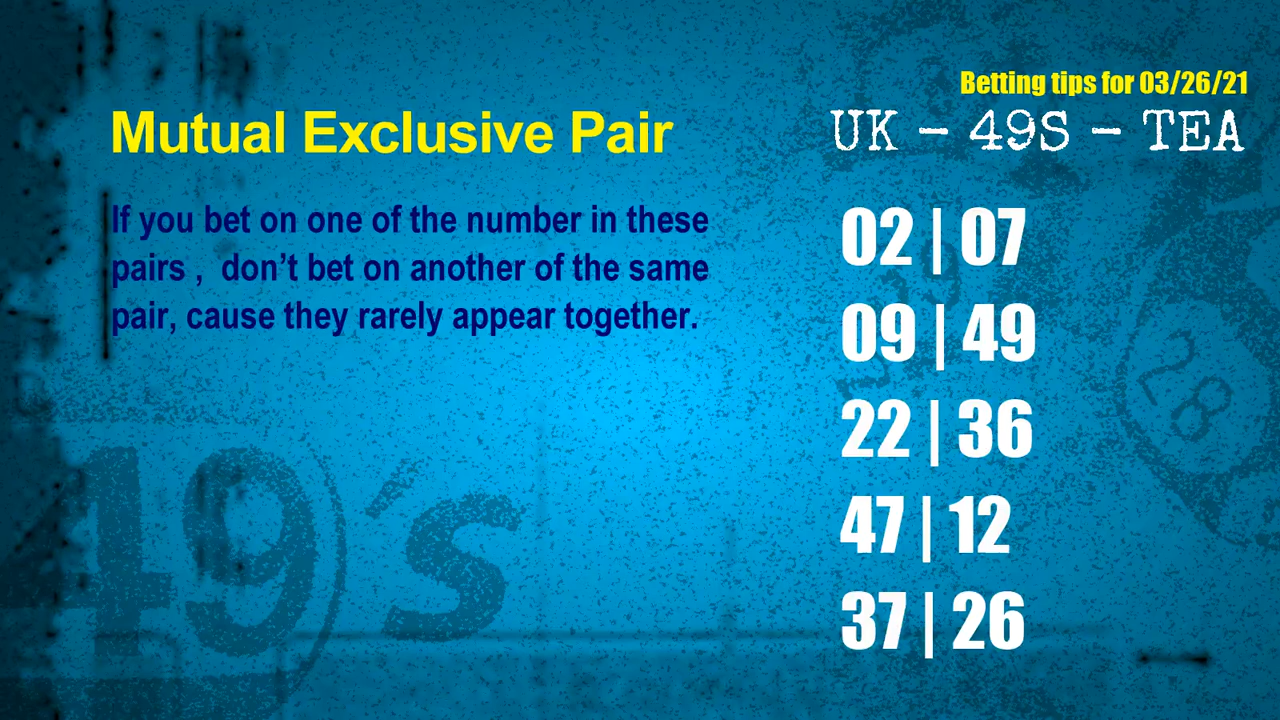 Betting tips for 03/26/21
Mutual Exclusive Pair
UK - 49S - TEA
If you bet on one of the number in these
pairs , don't bet on another of the same
pair, cause they rarely appear together.
02 | 07
09 | 49
22 | 36
47 | 12
37 | 26
49's
28